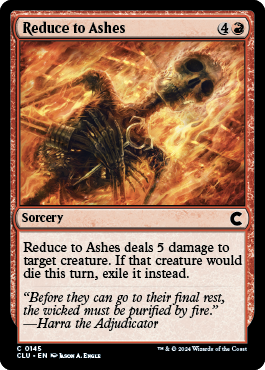 Reduce to Ashes 4
Sorcery
Reduce to Ashes deals 5 damage to
target creature. If that creature would
die this turn, exile it instead.
“Before they can to their final rest,
the wicked must be purified by fire.”
—Harra the Adjudicator
C 0145
CLU • EN Jason A. Engle
™ & © 2024 Wizards of the Coast